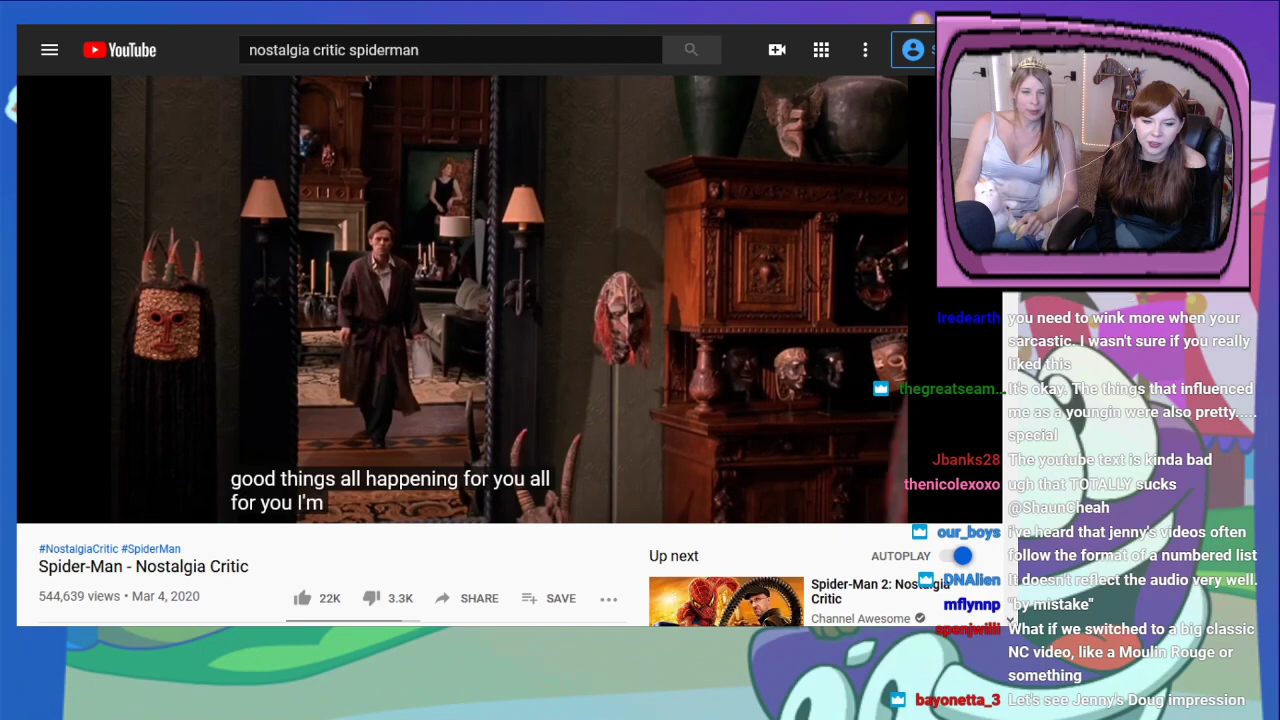 YouTube
nostalgia critic spiderman
S
good things all happening for you all
for you I'm
#NostalgiaCritic #SpiderMan
Spider-Man - Nostalgia Critic
544,639 views • Mar 4, 2020
22K
3.3K
SHARE
SAVE
Up next
AUTOPLAY
Spider-Man 2: Nostalgia
Critic
Channel Awesome
Iredearth you need to wink more when your
sarcastic. I wasn't sure if you really
liked this
thegreatseam... It's okay. The things that influenced
me as a youngin were also pretty.....
special
Jbanks28 The youtube text is kinda bad
thenicolexoxo ugh that TOTALLY sucks
@ShaunCheah
our_boys i've heard that jenny's videos often
follow the format of a numbered list
DNAlien It doesn't reflect the audio very well.
mflynnp "by mistake"
spenjwilli What if we switched to a big classic
NC video, like a Moulin Rouge or
something
bayonetta_3 Let's see Jenny's Doug impression